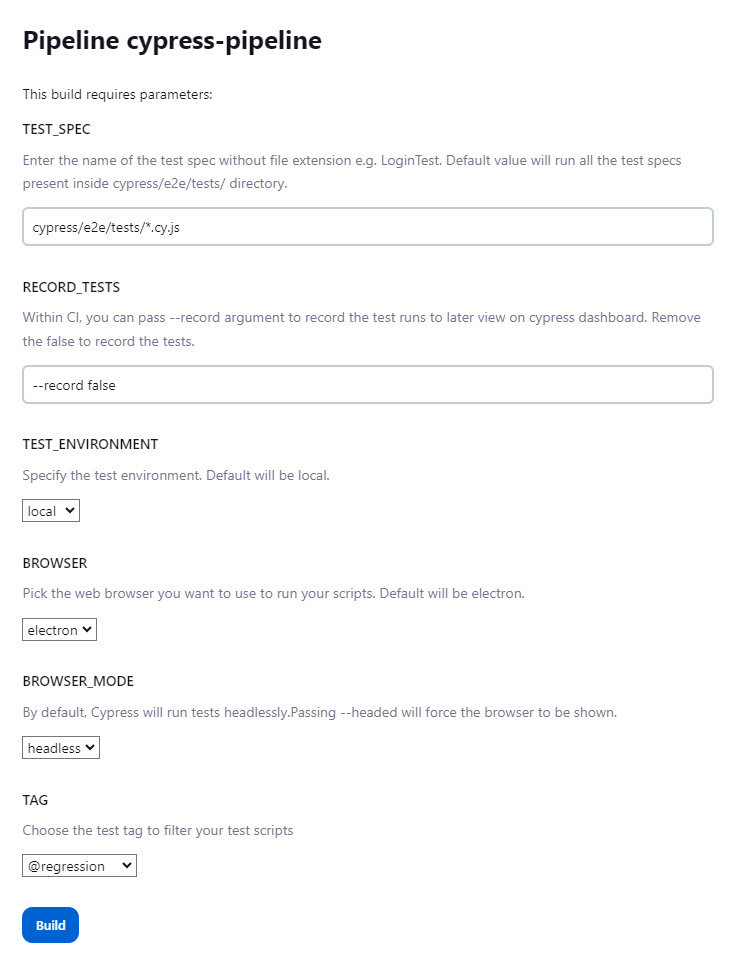 Pipeline cypress-pipeline
This build requires parameters:
TEST_SPEC
Enter the name of the test spec without file extension e.g. LoginTest. Default value will run all the test specs
present inside cypress/e2e/tests/ directory.
cypress/e2e/tests/*.cy.js
RECORD_TESTS
Within CI, you can pass --record argument to record the test runs to later view on cypress dashboard. Remove
the false to record the tests.
--record false
TEST_ENVIRONMENT
Specify the test environment. Default will be local.
local
BROWSER
Pick the web browser you want to use to run your scripts. Default will be electron.
electron
BROWSER_MODE
By default, Cypress will run tests headlessly.Passing --headed will force the browser to be shown.
headless
TAG
Choose the test tag to filter your test scripts
@regression
Build